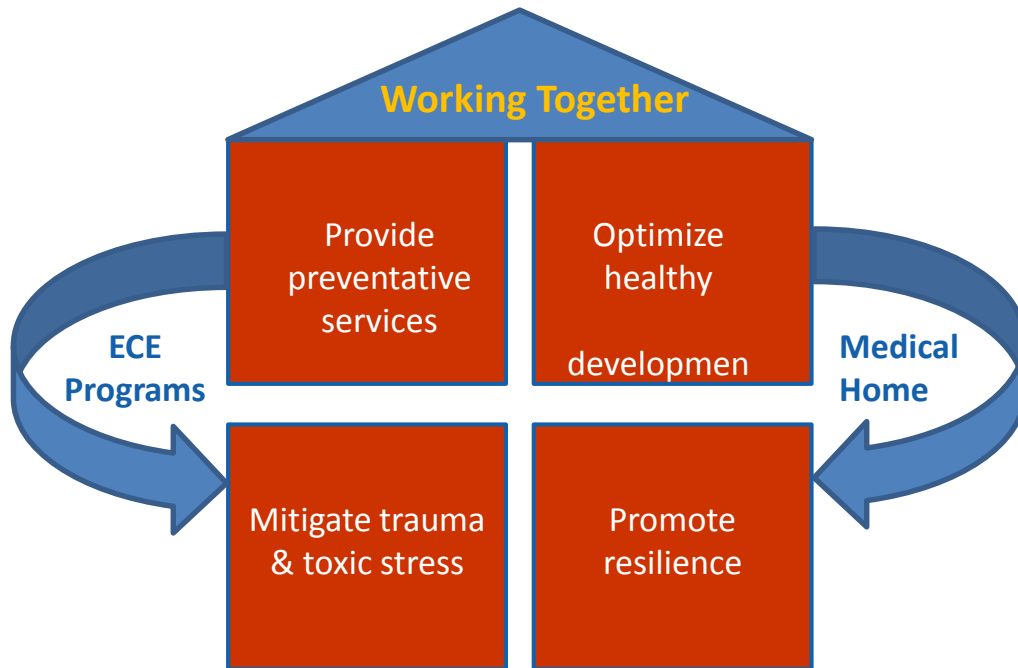 Working Together
Provide
preventative
services
Optimize
healthy
developmen
ECE
Programs
Medical
Home
Mitigate trauma
& toxic stress
Promote
resilience